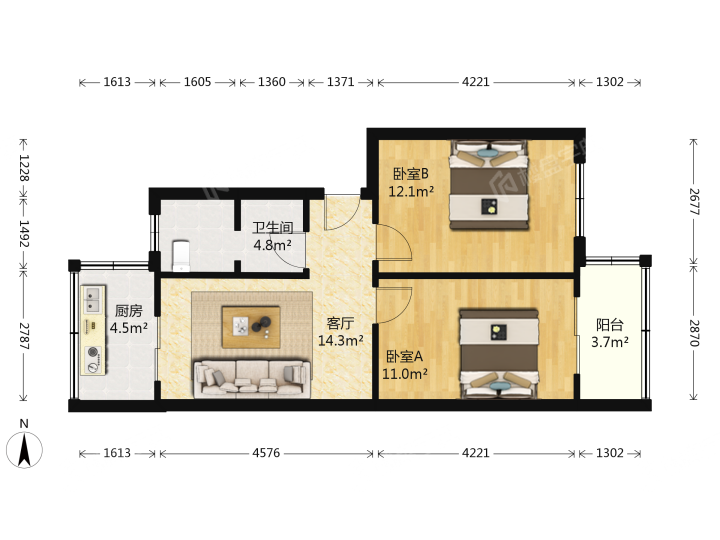 1613 1605 1360 1371 4221 1302
1228
1492
2787
2677
2870
卧室B
12.1m²
卫生间
4.8m²
厨房
4.5m²
客厅
14.3m²
卧室A
11.0m²
阳台
3.7m²
N
1613 4576 4221 1302